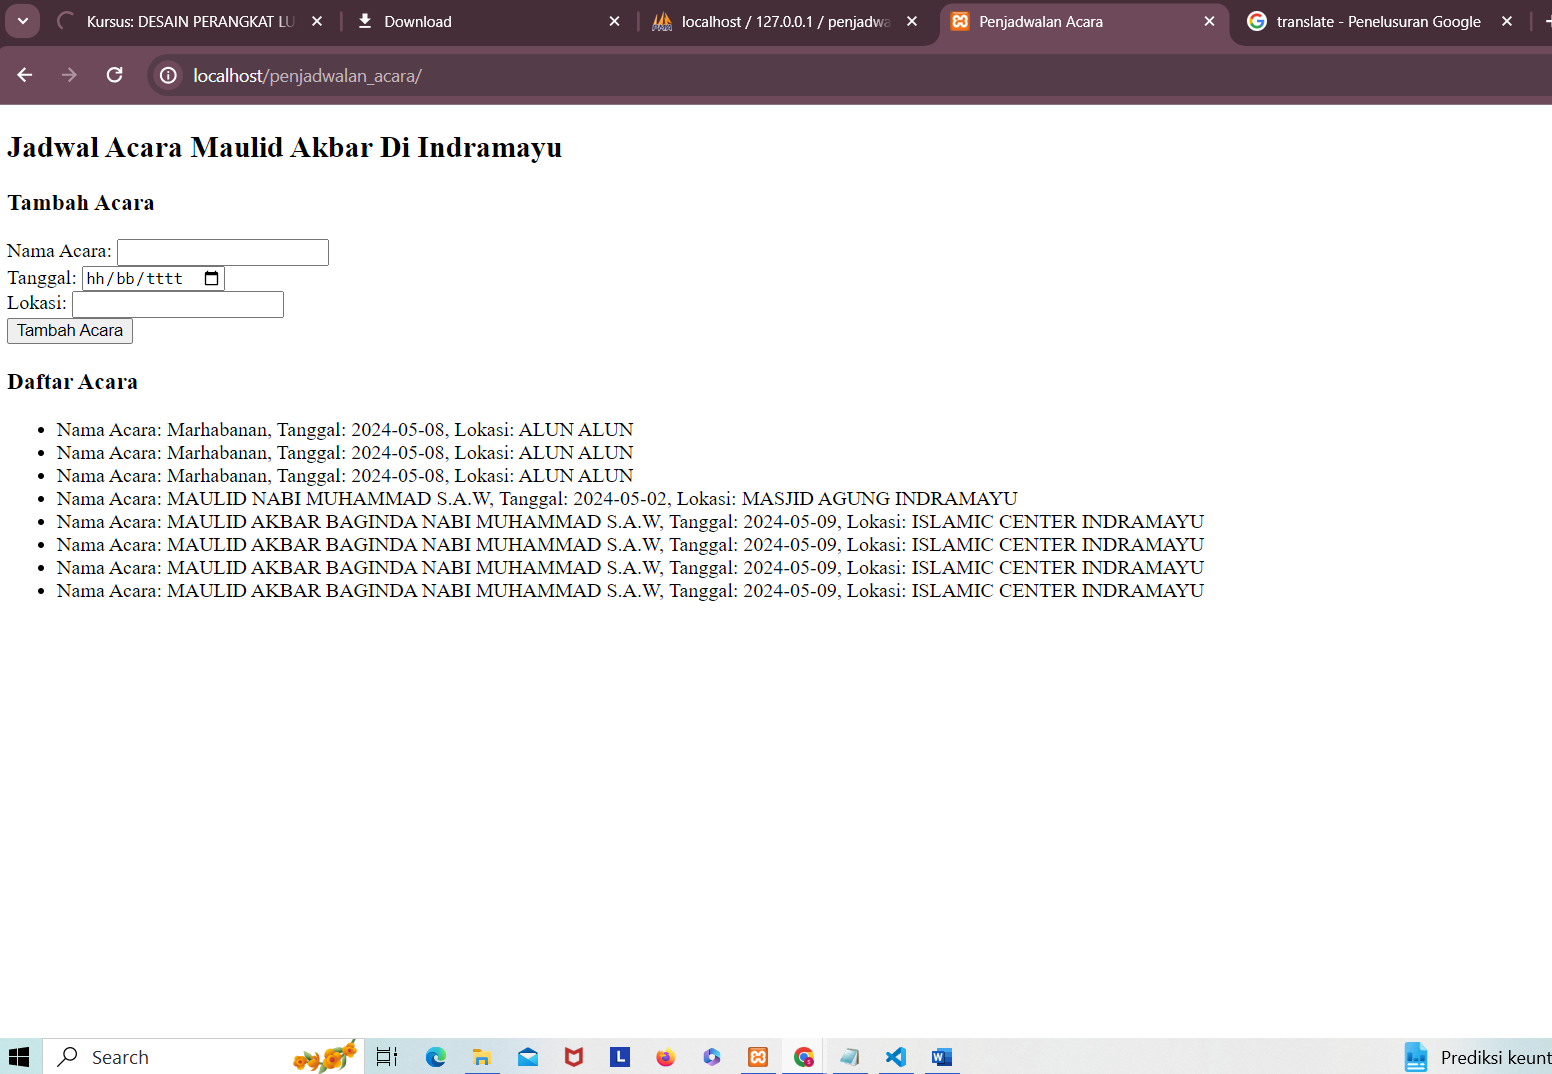 Kursus: DESAIN PERANGKAT LU
Download
localhost / 127.0.0.1 / penjadwa
Penjadwalan Acara
translate - Penelusuran Google
localhost/penjadwalan_acara/
Jadwal Acara Maulid Akbar Di Indramayu
Tambah Acara
Nama Acara:
Tanggal: hh/bb/tttt
Lokasi:
Tambah Acara
Daftar Acara
Nama Acara: Marhabanan, Tanggal: 2024-05-08, Lokasi: ALUN ALUN
Nama Acara: Marhabanan, Tanggal: 2024-05-08, Lokasi: ALUN ALUN
Nama Acara: Marhabanan, Tanggal: 2024-05-08, Lokasi: ALUN ALUN
Nama Acara: MAULID NABI MUHAMMAD S.A.W, Tanggal: 2024-05-02, Lokasi: MASJID AGUNG INDRAMAYU
Nama Acara: MAULID AKBAR BAGINDA NABI MUHAMMAD S.A.W, Tanggal: 2024-05-09, Lokasi: ISLAMIC CENTER INDRAMAYU
Nama Acara: MAULID AKBAR BAGINDA NABI MUHAMMAD S.A.W, Tanggal: 2024-05-09, Lokasi: ISLAMIC CENTER INDRAMAYU
Nama Acara: MAULID AKBAR BAGINDA NABI MUHAMMAD S.A.W, Tanggal: 2024-05-09, Lokasi: ISLAMIC CENTER INDRAMAYU
Nama Acara: MAULID AKBAR BAGINDA NABI MUHAMMAD S.A.W, Tanggal: 2024-05-09, Lokasi: ISLAMIC CENTER INDRAMAYU
Search
Prediksi keunt